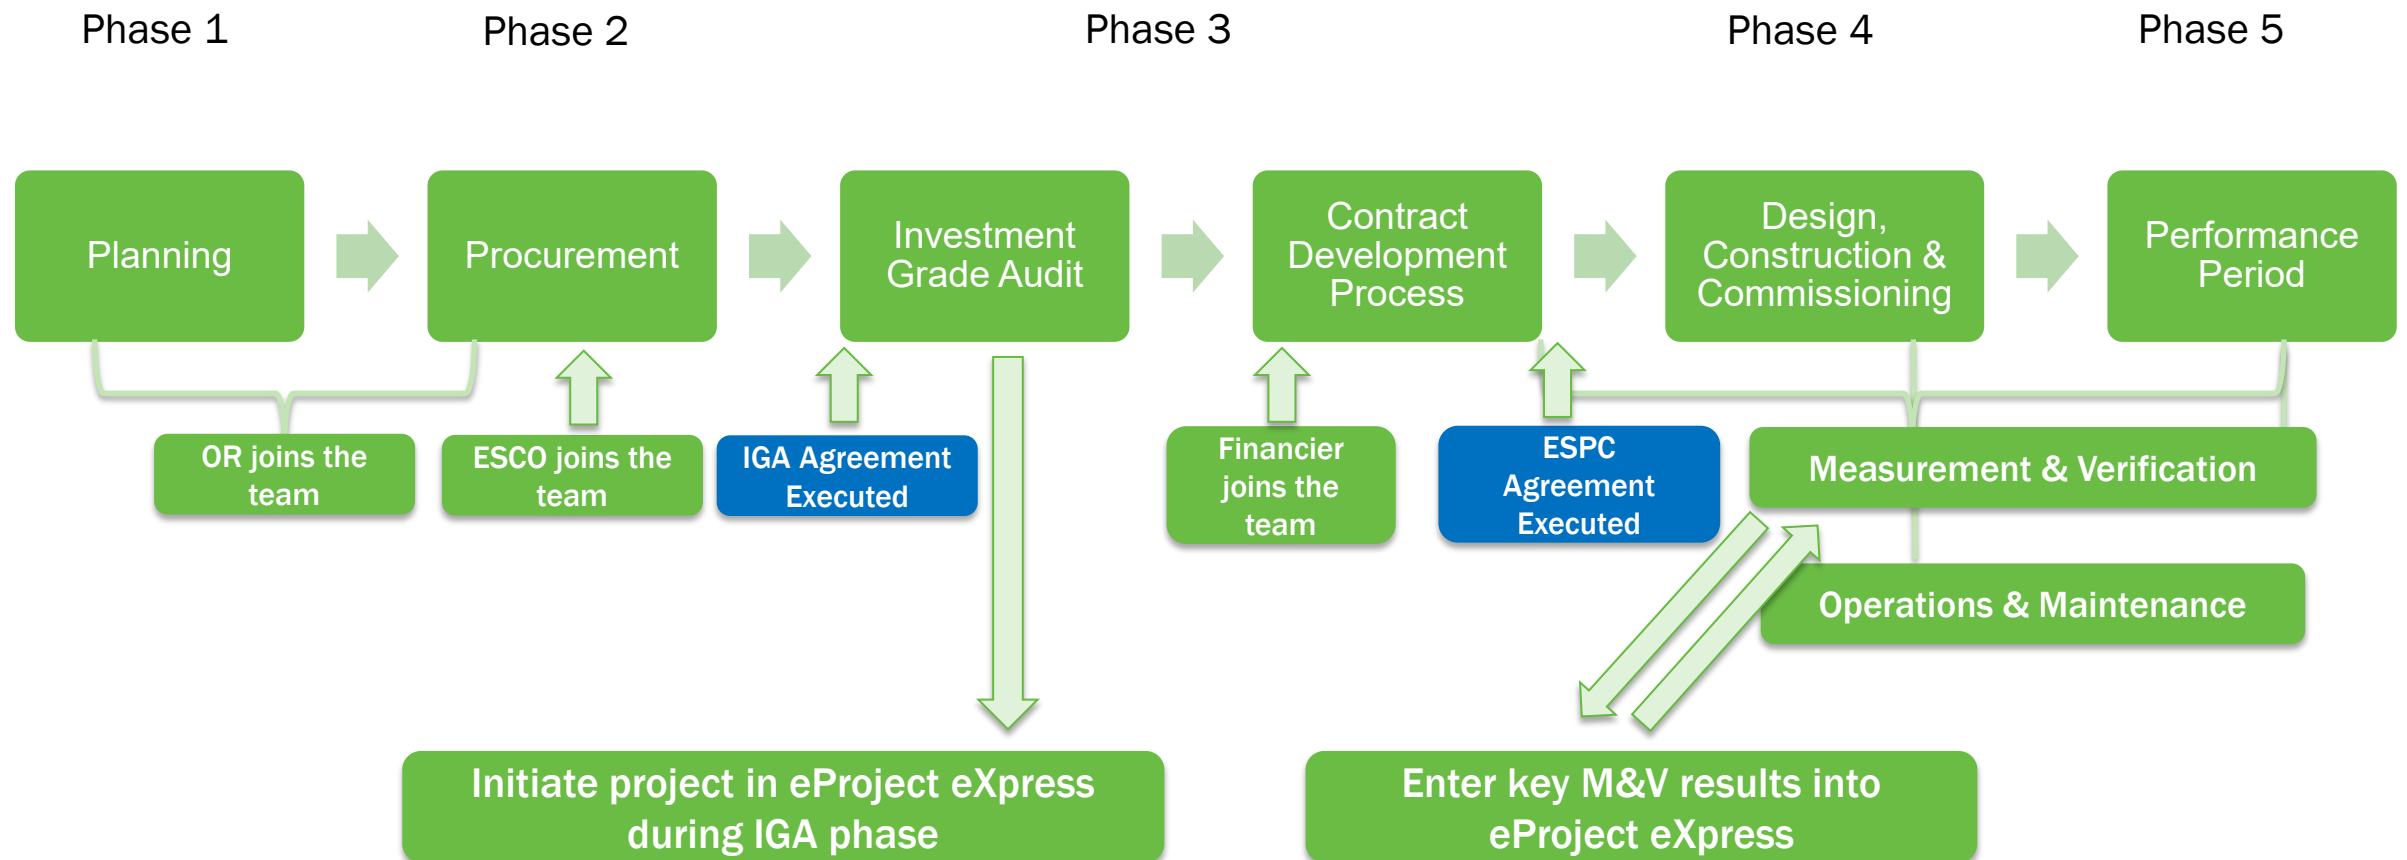 Phase 1
Phase 2
Phase 3
Phase 4
Phase 5
Planning
Procurement
Investment
Grade Audit
Contract
Development
Process
Design,
Construction &
Commissioning
Performance
Period
OR joins the
team
ESCO joins the
team
IGA Agreement
Executed
Financier
joins the
team
ESPC
Agreement
Executed
Measurement & Verification
Operations & Maintenance
Initiate project in eProject eXpress
during IGA phase
Enter key M&V results into
eProject eXpress